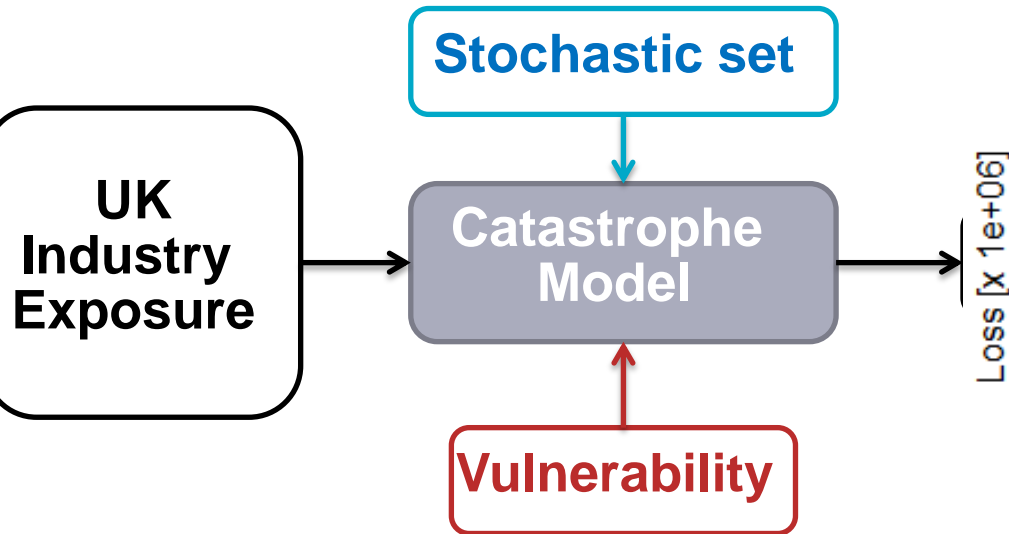 Stochastic set
UK
Industry
Exposure
Catastrophe
Model
Loss [x 1e+06]
Vulnerability